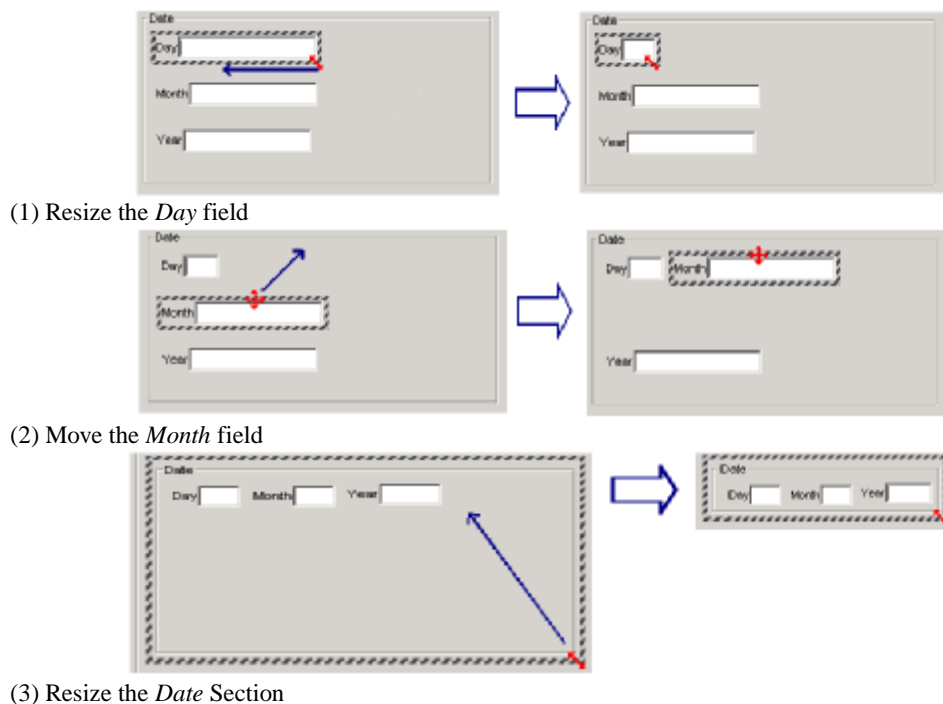 Date
Date
Day
Day
Month
Month
Year
Year
(1) Resize the Day field
Date
Date
Day
Day
Month
Month
Year
Year
(2) Move the Month field
Date
Date
Day Month Year
Day Month Year
(3) Resize the Date Section